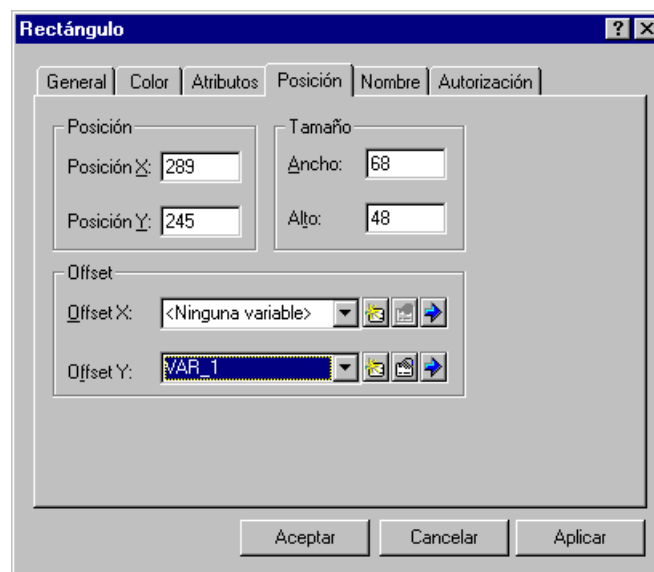 Rectángulo
General Color Atributos Posición Nombre Autorización
Posición
Posición X: 289
Posición Y: 245
Tamaño
Ancho: 68
Alto: 48
Offset
Offset X: <Ninguna variable>
Offset Y: VAR_1
Aceptar Cancelar Aplicar